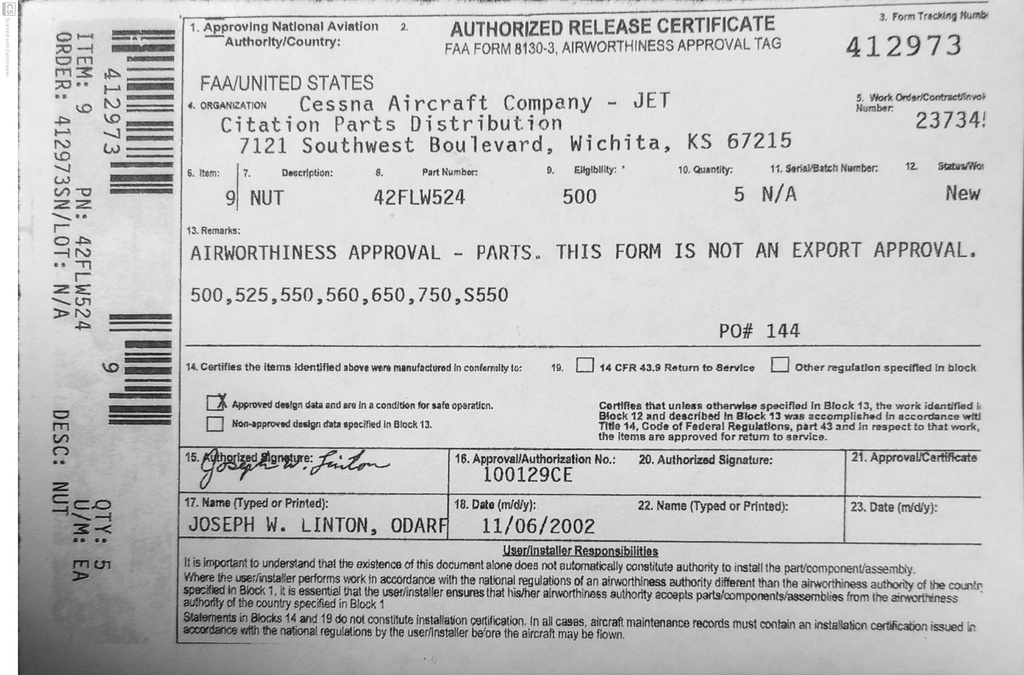 CS Scanned with CamScanner
ITEM: 9 PN: 42FLW524 QTY: 5
ORDER: 412973SN/LOT: N/A DESC: NUT U/M: EA
412973
9
1. Approving National Aviation Authority/Country:
FAA/UNITED STATES
2. AUTHORIZED RELEASE CERTIFICATE
FAA FORM 8130-3, AIRWORTHINESS APPROVAL TAG
3. Form Tracking Numb
412973
4. ORGANIZATION Cessna Aircraft Company - JET
Citation Parts Distribution
7121 Southwest Boulevard, Wichita, KS 67215
5. Work Order/Contract/Invoi
Number:
23734
6. Item: 7. Description: 8. Part Number: 9. Eligibility: * 10. Quantity: 11. Serial/Batch Number: 12. Status/Wor
9 NUT 42FLW524 500 5 N/A New
13. Remarks:
AIRWORTHINESS APPROVAL - PARTS. THIS FORM IS NOT AN EXPORT APPROVAL.
500,525,550,560,650,750,S550
PO# 144
14. Certifies the items identified above were manufactured in conformity to:
X Approved design data and are in a condition for safe operation.
Non-approved design data specified in Block 13.
19. 14 CFR 43.9 Return to Service Other regulation specified in block
Certifies that unless otherwise specified in Block 13, the work identified i
Block 12 and described in Block 13 was accomplished in accordance witl
Title 14, Code of Federal Regulations, part 43 and in respect to that work,
the items are approved for return to service.
15. Authorized Signature:
Joseph W. Linton
16. Approval/Authorization No.:
100129CE
20. Authorized Signature:
21. Approval/Certificate
17. Name (Typed or Printed):
JOSEPH W. LINTON, ODARF
18. Date (m/d/y):
11/06/2002
22. Name (Typed or Printed):
23. Date (m/d/y):
User/Installer Responsibilities
It is important to understand that the existence of this document alone does not automatically constitute authority to install the part/component/assembly.
Where the user/installer performs work in accordance with the national regulations of an airworthiness authority different than the airworthiness authority of the countr
specified in Block 1, it is essential that the user/installer ensures that his/her airworthiness authority accepts parts/components/assemblies from the airworthiness
authority of the country specified in Block 1
Statements in Blocks 14 and 19 do not constitute installation certification. In all cases, aircraft maintenance records must contain an installation certification issued in
accordance with the national regulations by the user/installer before the aircraft may be flown.